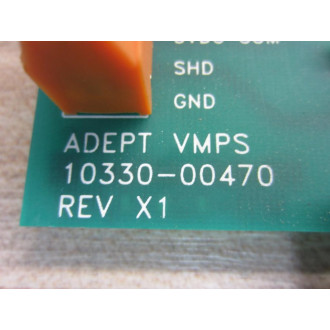 SHD
GND
ADEPT VMPS
10330-00470
REV X1